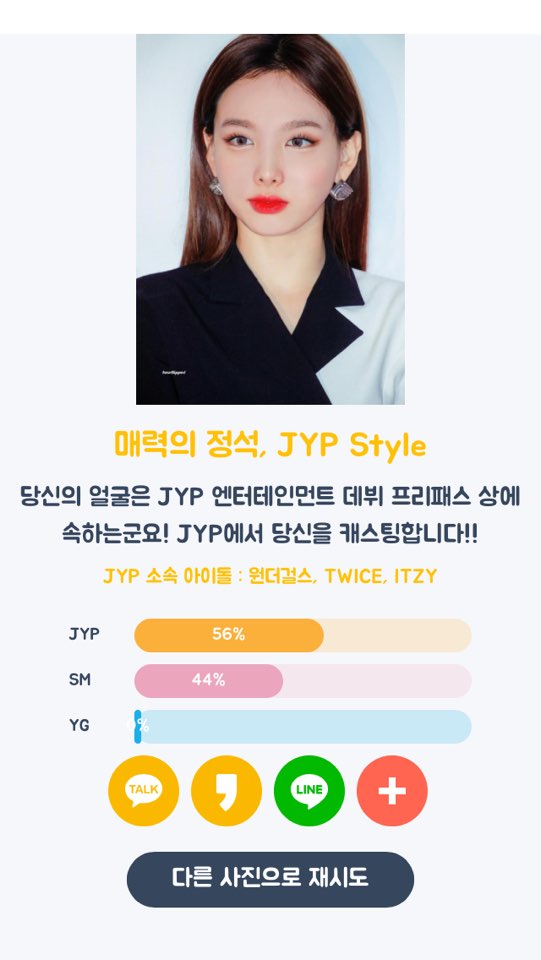 매력의 정석, JYP Style
당신의 얼굴은 JYP 엔터테인먼트 데뷔 프리패스 상에
속하는군요! JYP에서 당신을 캐스팅합니다!!
JYP 소속 아이돌 : 원더걸스, TWICE, ITZY
JYP 56%
SM 44%
YG
TALK
LINE
다른 사진으로 재시도